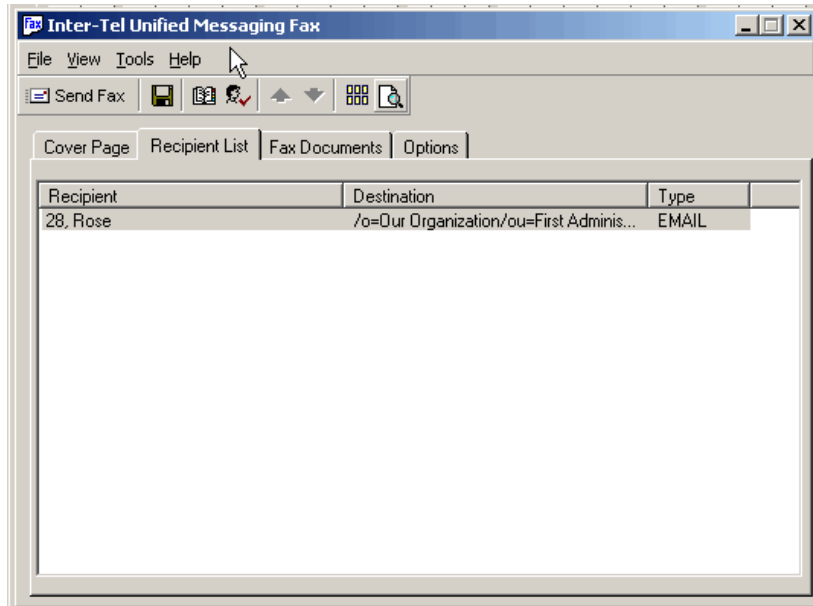 Fax Inter-Tel Unified Messaging Fax
File View Tools Help
Send Fax
Cover Page Recipient List Fax Documents Options
Recipient Destination Type
28, Rose /o=Our Organization/ou=First Adminis... EMAIL